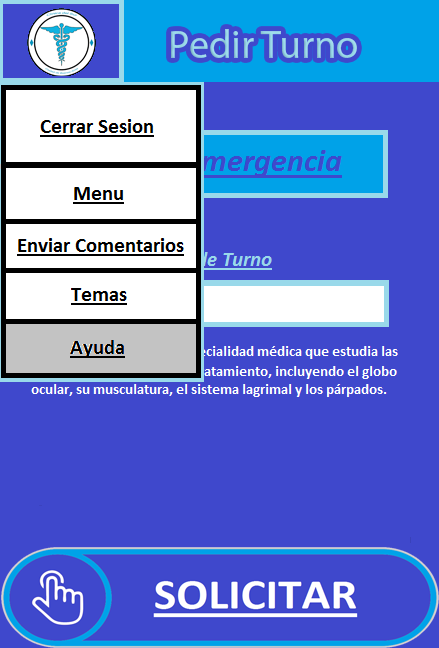 Pedir Turno
Cerrar Sesion
Menu
Enviar Comentarios
Temas
Ayuda
mergencia
de Turno
ecialidad médica que estudia las
atamiento, incluyendo el globo
ocular, su musculatura, el sistema lagrimal y los párpados.
SOLICITAR